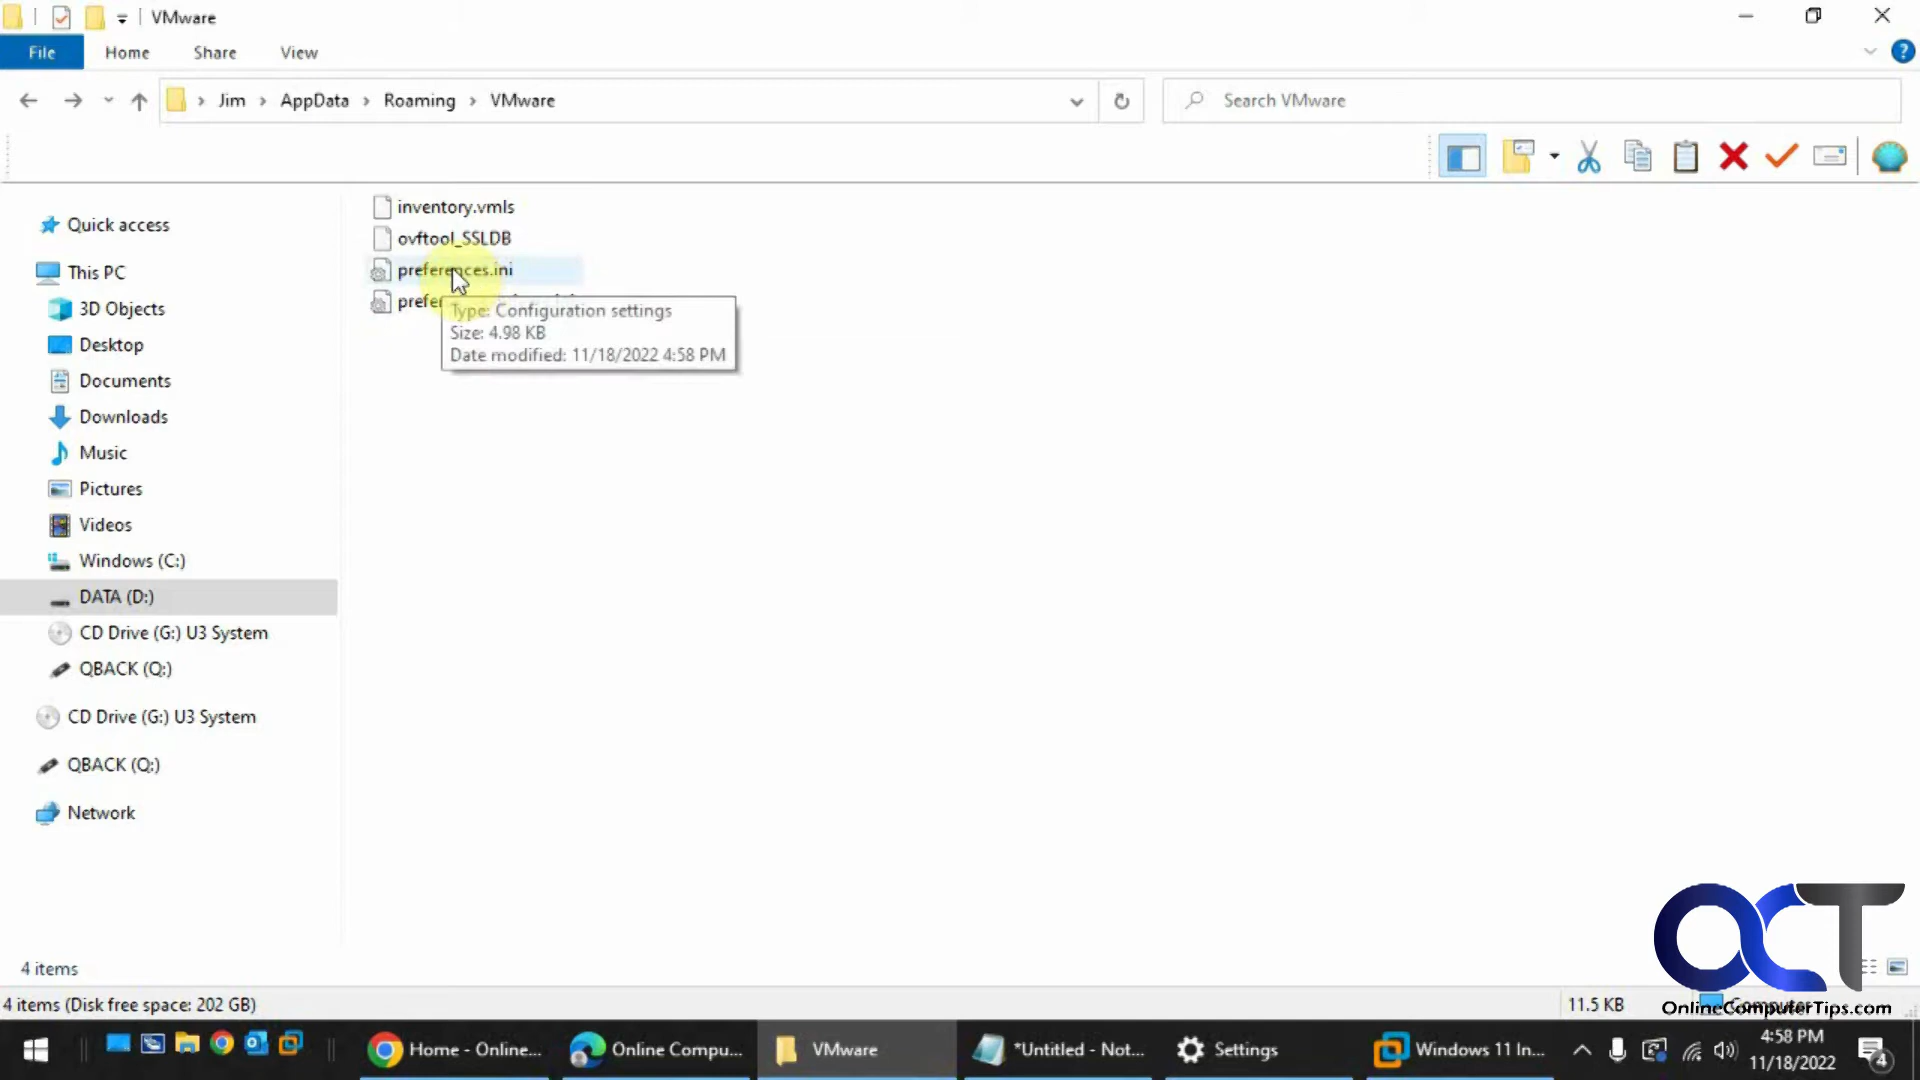 VMware
File Home Share View
Jim AppData Roaming VMware
Search VMware
Quick access
This PC
3D Objects
Desktop
Documents
Downloads
Music
Pictures
Videos
Windows (C:)
DATA (D:)
CD Drive (G:) U3 System
QBACK (Q:)
CD Drive (G:) U3 System
QBACK (Q:)
Network
inventory.vmls
ovftool_SSLDB
preferences.ini
prefer
Type: Configuration settings
Size: 4.98 KB
Date modified: 11/18/2022 4:58 PM
4 items
4 items (Disk free space: 202 GB)
11.5 KB
Computer
OCT
OnlineComputerTips.com
Home - Online...
Online Compu...
VMware
*Untitled - Not...
Settings
Windows 11 In...
4:58 PM
11/18/2022
4